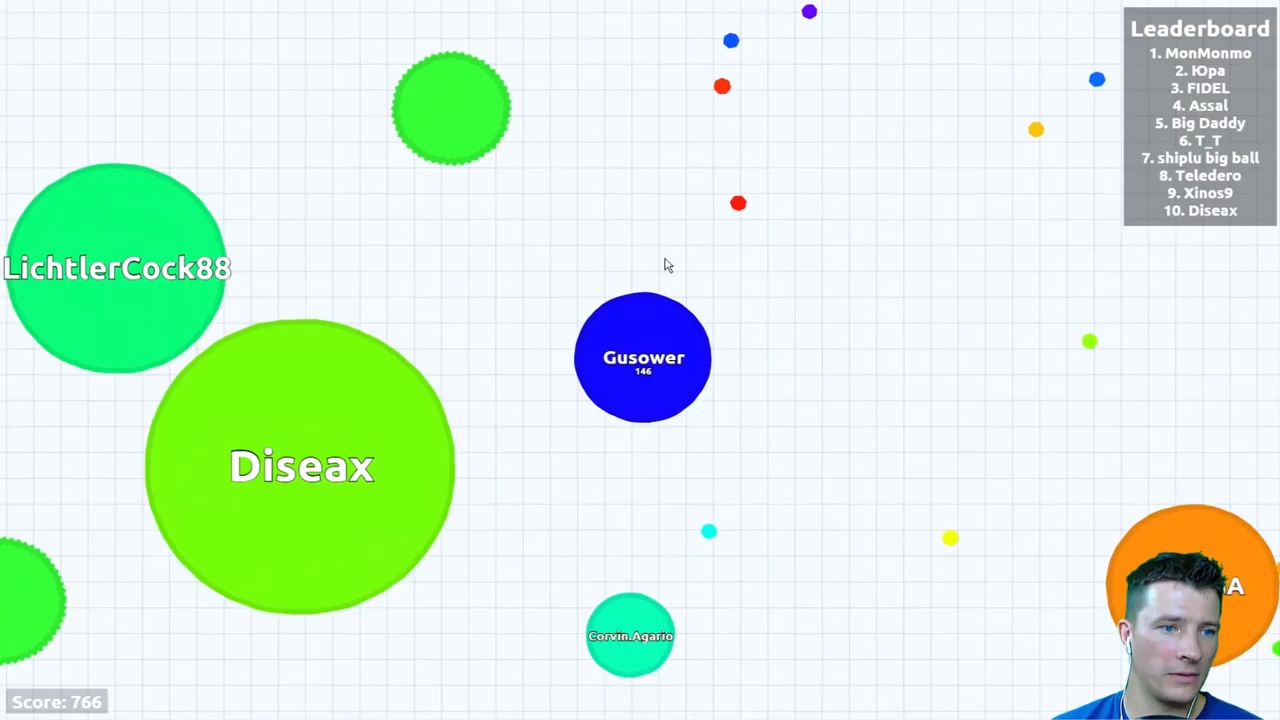 Leaderboard
1. MonMonmo
2. Юра
3. FIDEL
4. Assal
5. Big Daddy
6. T_T
7. shiplu big ball
8. Teledero
9. Xinos9
10. Diseax
LichtlerCock88
Gusower
146
Diseax
Corvin.Agario
Score: 766